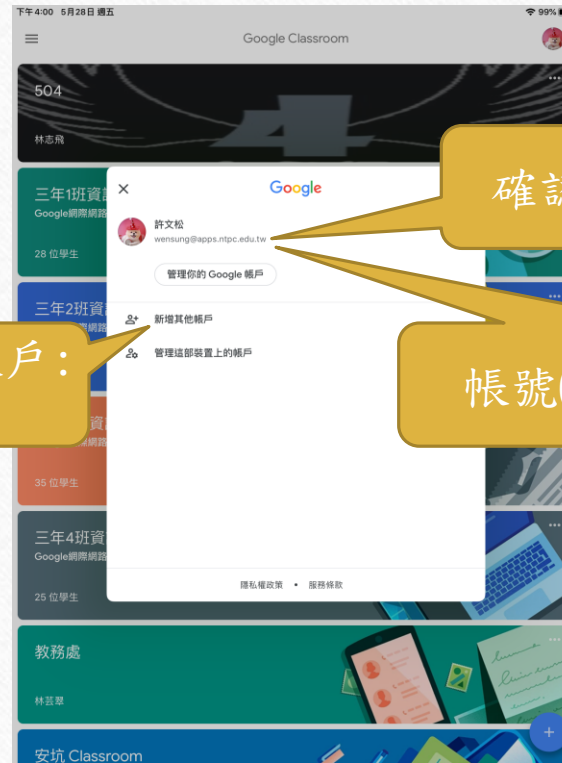 下午4:00 5月28日 週五
99%
Google Classroom
504
林志飛
三年1班資
Google網際網路
28 位學生
三年2班資
35 位學生
三年4班資
Google網際網路
25 位學生
教務處
林芸翠
安坑 Classroom
Google
許文松
wensung@apps.ntpc.edu.tw
管理你的 Google 帳戶
新增其他帳戶
管理這部裝置上的帳戶
隱私權政策 • 服務條款
確認
戶：
帳號